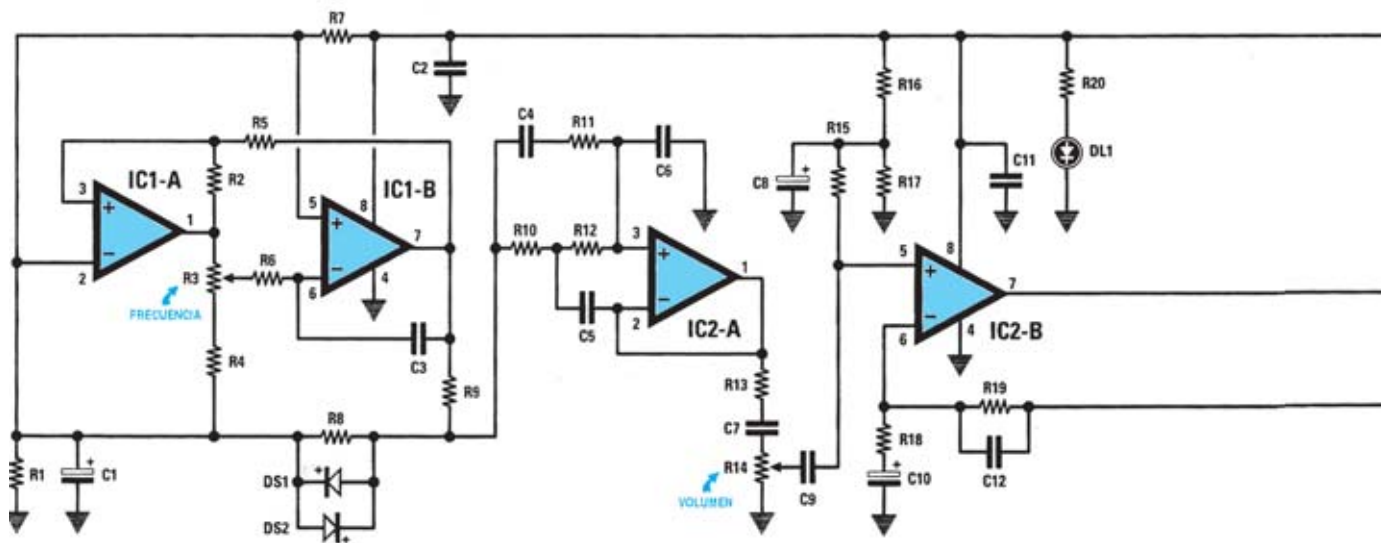 R7
C2
R16
R20
C4
R11
R15
R5
C6
C8
+
R17
C11
DL1
IC1-A
R2
IC1-B
3
+
5
8
1
+
7
R10
R12
3
+
1
5
8
−
2
R3
R6
−
6
4
C5
−
2
IC2-A
+
7
FRECUENCIA
−
6
4
IC2-B
R4
C3
R9
R13
R19
R8
C7
R18
R1
+
C1
DS1
+
R14
C9
+
C10
C12
VOLUMEN
DS2
+